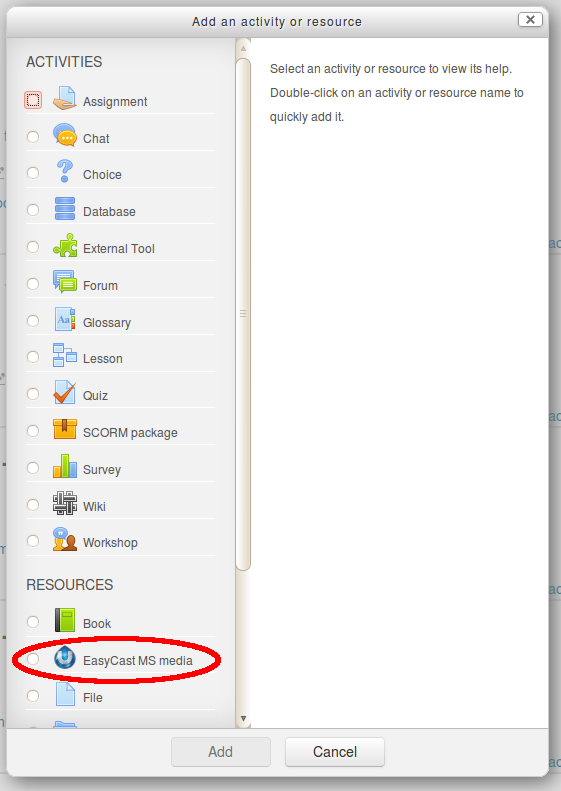 Add an activity or resource
ACTIVITIES
Assignment
Chat
Choice
Database
External Tool
Forum
Aa
Glossary
Lesson
Quiz
SCORM package
Survey
Wiki
Workshop
RESOURCES
Book
EasyCast MS media
File
Select an activity or resource to view its help.
Double-click on an activity or resource name to
quickly add it.
Add
Cancel